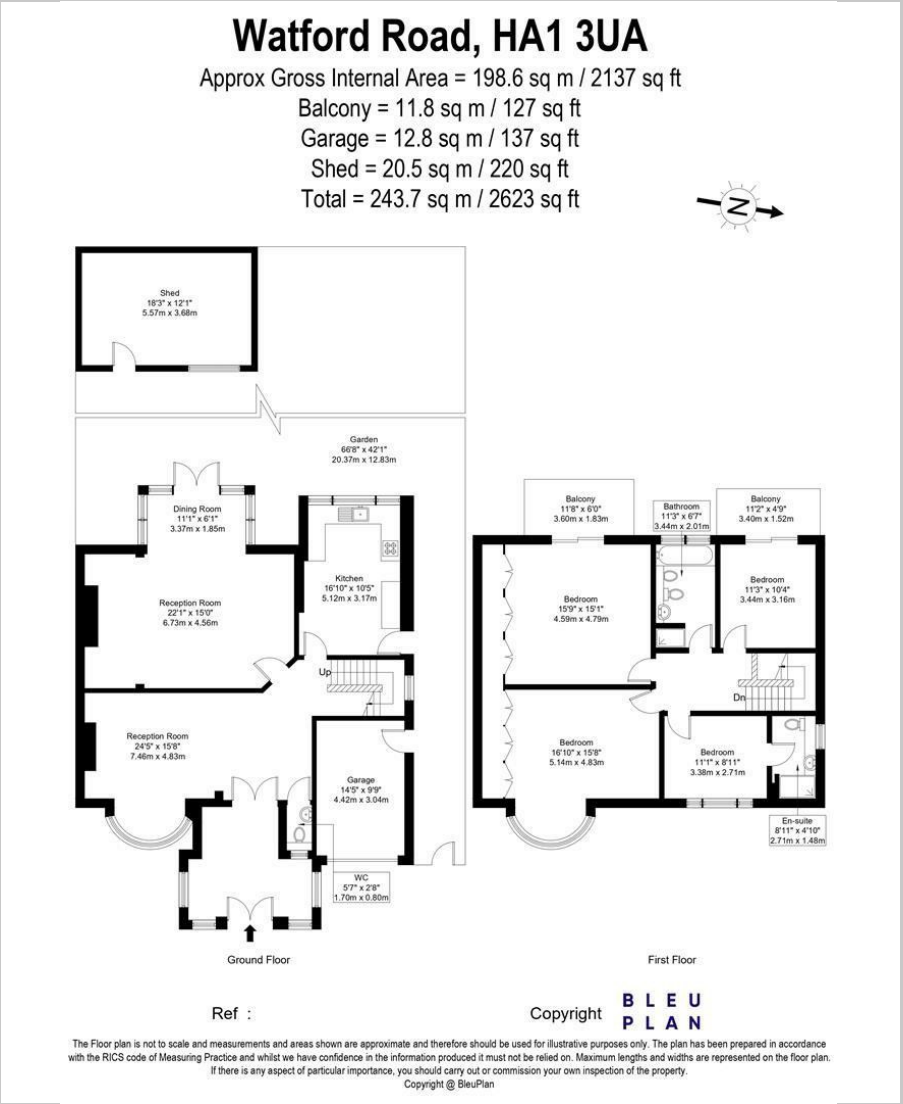 Watford Road, HA1 3UA
Approx Gross Internal Area = 198.6 sq m / 2137 sq ft
Balcony = 11.8 sq m / 127 sq ft
Garage = 12.8 sq m / 137 sq ft
Shed = 20.5 sq m / 220 sq ft
Total = 243.7 sq m / 2623 sq ft
N
Shed
18'3" x 12'1"
5.57m x 3.68m
Garden
66'8" x 42'1"
20.37m x 12.83m
Dining Room
11'1" x 6'1"
3.37m x 1.85m
Kitchen
16'10" x 10'5"
5.12m x 3.17m
Reception Room
22'1" x 15'0"
6.73m x 4.56m
Up
Reception Room
24'5" x 15'8"
7.46m x 4.83m
Garage
14'5" x 9'9"
4.42m x 3.04m
WC
5'7" x 2'8"
1.70m x 0.80m
Ground Floor
Balcony
11'8" x 6'0"
3.60m x 1.83m
Bathroom
11'3" x 6'7"
3.44m x 2.01m
Balcony
11'2" x 4'9"
3.40m x 1.52m
Bedroom
15'9" x 15'1"
4.59m x 4.79m
Bedroom
11'3" x 10'4"
3.44m x 3.16m
Dn
Bedroom
16'10" x 15'8"
5.14m x 4.83m
Bedroom
11'1" x 8'11"
3.38m x 2.71m
En-suite
8'11" x 4'10"
2.71m x 1.48m
First Floor
Ref :
Copyright
BLEU
PLAN
The Floor plan is not to scale and measurements and areas shown are approximate and therefore should be used for illustrative purposes only. The plan has been prepared in accordance
with the RICS code of Measuring Practice and whilst we have confidence in the information produced it must not be relied on. Maximum lengths and widths are represented on the floor plan.
If there is any aspect of particular importance, you should carry out or commission your own inspection of the property.
Copyright @ BleuPlan